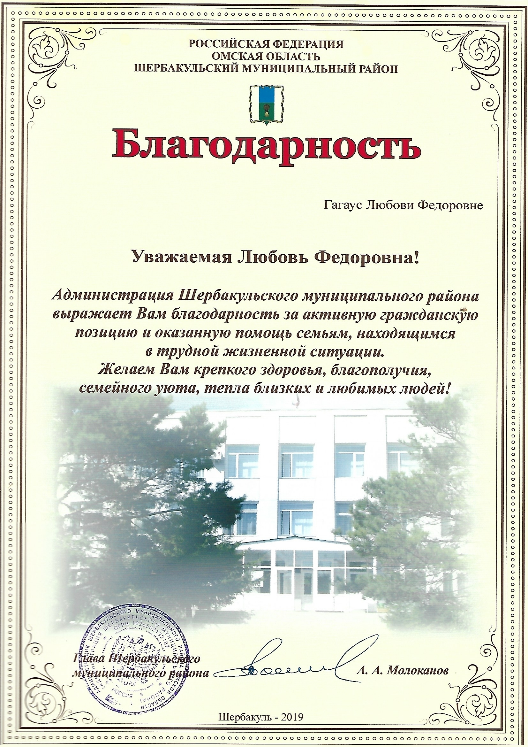 РОССИЙСКАЯ ФЕДЕРАЦИЯ
ОМСКАЯ ОБЛАСТЬ
ШЕРБАКУЛЬСКИЙ МУНИЦИПАЛЬНЫЙ РАЙОН
Благодарность
Гагаус Любови Федоровне
Уважаемая Любовь Федоровна!
Администрация Шербакульского муниципального района
выражает Вам благодарность за активную гражданскую
позицию и оказанную помощь семьям, находящимся
в трудной жизненной ситуации.
Желаем Вам крепкого здоровья, благополучия,
семейного уюта, тепла близких и любимых людей!
Глава Шербакульского
муниципального района
А. А. Молоканов
Шербакуль - 2019